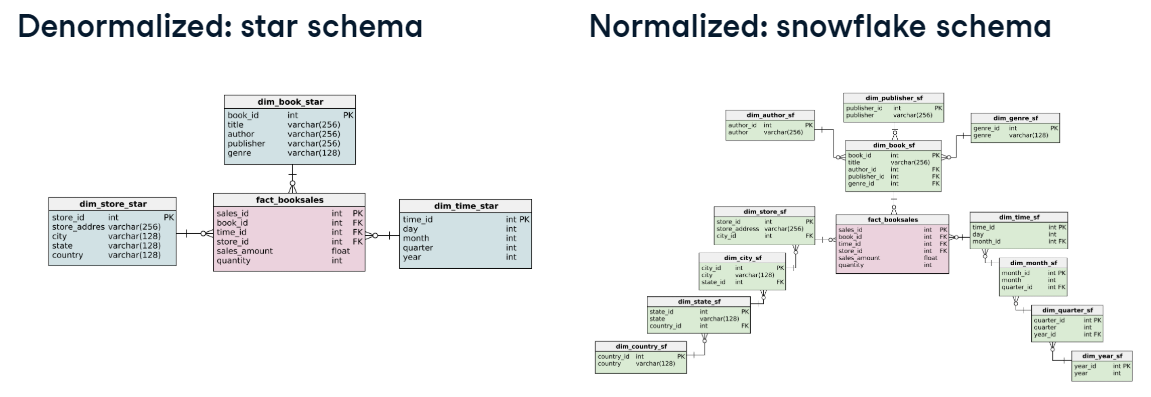 Denormalized: star schema
dim_book_star
book_id int PK
title varchar(256)
author varchar(256)
publisher varchar(256)
genre varchar(128)
dim_store_star
store_id int PK
store_addres varchar(256)
city varchar(128)
state varchar(128)
country varchar(128)
fact_booksales
sales_id int PK
book_id int FK
time_id int FK
store_id int FK
sales_amount float
quantity int
dim_time_star
time_id int PK
day int
month int
quarter int
year int
Normalized: snowflake schema
dim_publisher_sf
publisher_id int PK
publisher varchar(256)
dim_author_sf
author_id int PK
author varchar(256)
dim_genre_sf
genre_id int PK
genre varchar(128)
dim_book_sf
book_id int PK
title varchar(256)
author_id int FK
publisher_id int FK
genre_id int FK
dim_store_sf
store_id int PK
store_address varchar(256)
city_id int FK
fact_booksales
sales_id int PK
book_id int FK
time_id int FK
store_id int FK
sales_amount float
quantity int
dim_time_sf
time_id int PK
day int
month_id int FK
dim_city_sf
city_id int PK
city varchar(128)
state_id int FK
dim_month_sf
month_id int PK
month int
quarter_id int FK
dim_state_sf
state_id int PK
state varchar(128)
country_id int FK
dim_quarter_sf
quarter_id int PK
quarter int
year_id int FK
dim_country_sf
country_id int PK
country varchar(128)
dim_year_sf
year_id int PK
year int